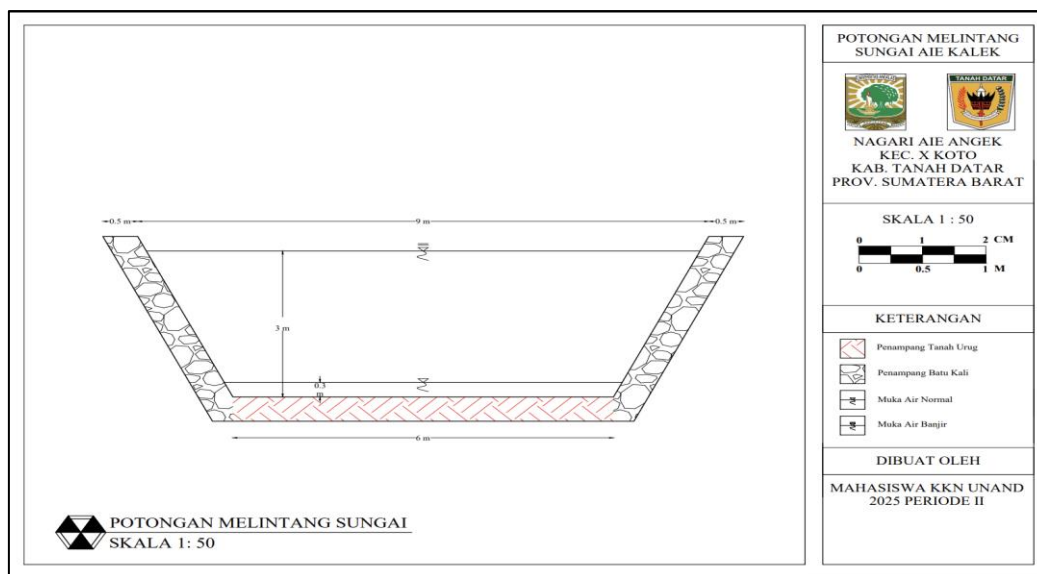 0.5 m
9 m
0.5 m
3 m
0.3
m
6 m
POTONGAN MELINTANG SUNGAI
SKALA 1: 50
POTONGAN MELINTANG
SUNGAI AIE KALEK
TANAH DATAR
NAGARI AIE ANGEK
KEC. X KOTO
KAB. TANAH DATAR
PROV. SUMATERA BARAT
SKALA 1 : 50
0 1 2 CM
0 0.5 1 M
KETERANGAN
Penampang Tanah Urug
Penampang Batu Kali
Muka Air Normal
Muka Air Banjir
DIBUAT OLEH
MAHASISWA KKN UNAND
2025 PERIODE II